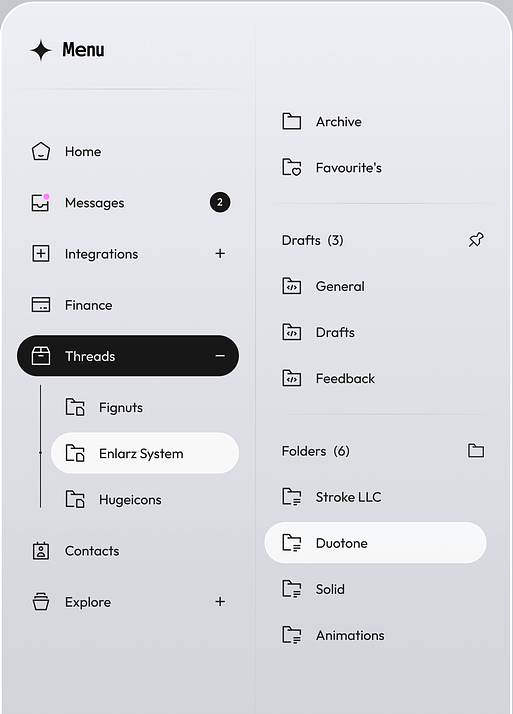 Menu
Home
Messages
2
Integrations
Finance
Threads
Fignuts
Enlarz System
Hugeicons
Contacts
Explore
Archive
Favourite's
Drafts (3)
General
Drafts
Feedback
Folders (6)
Stroke LLC
Duotone
Solid
Animations